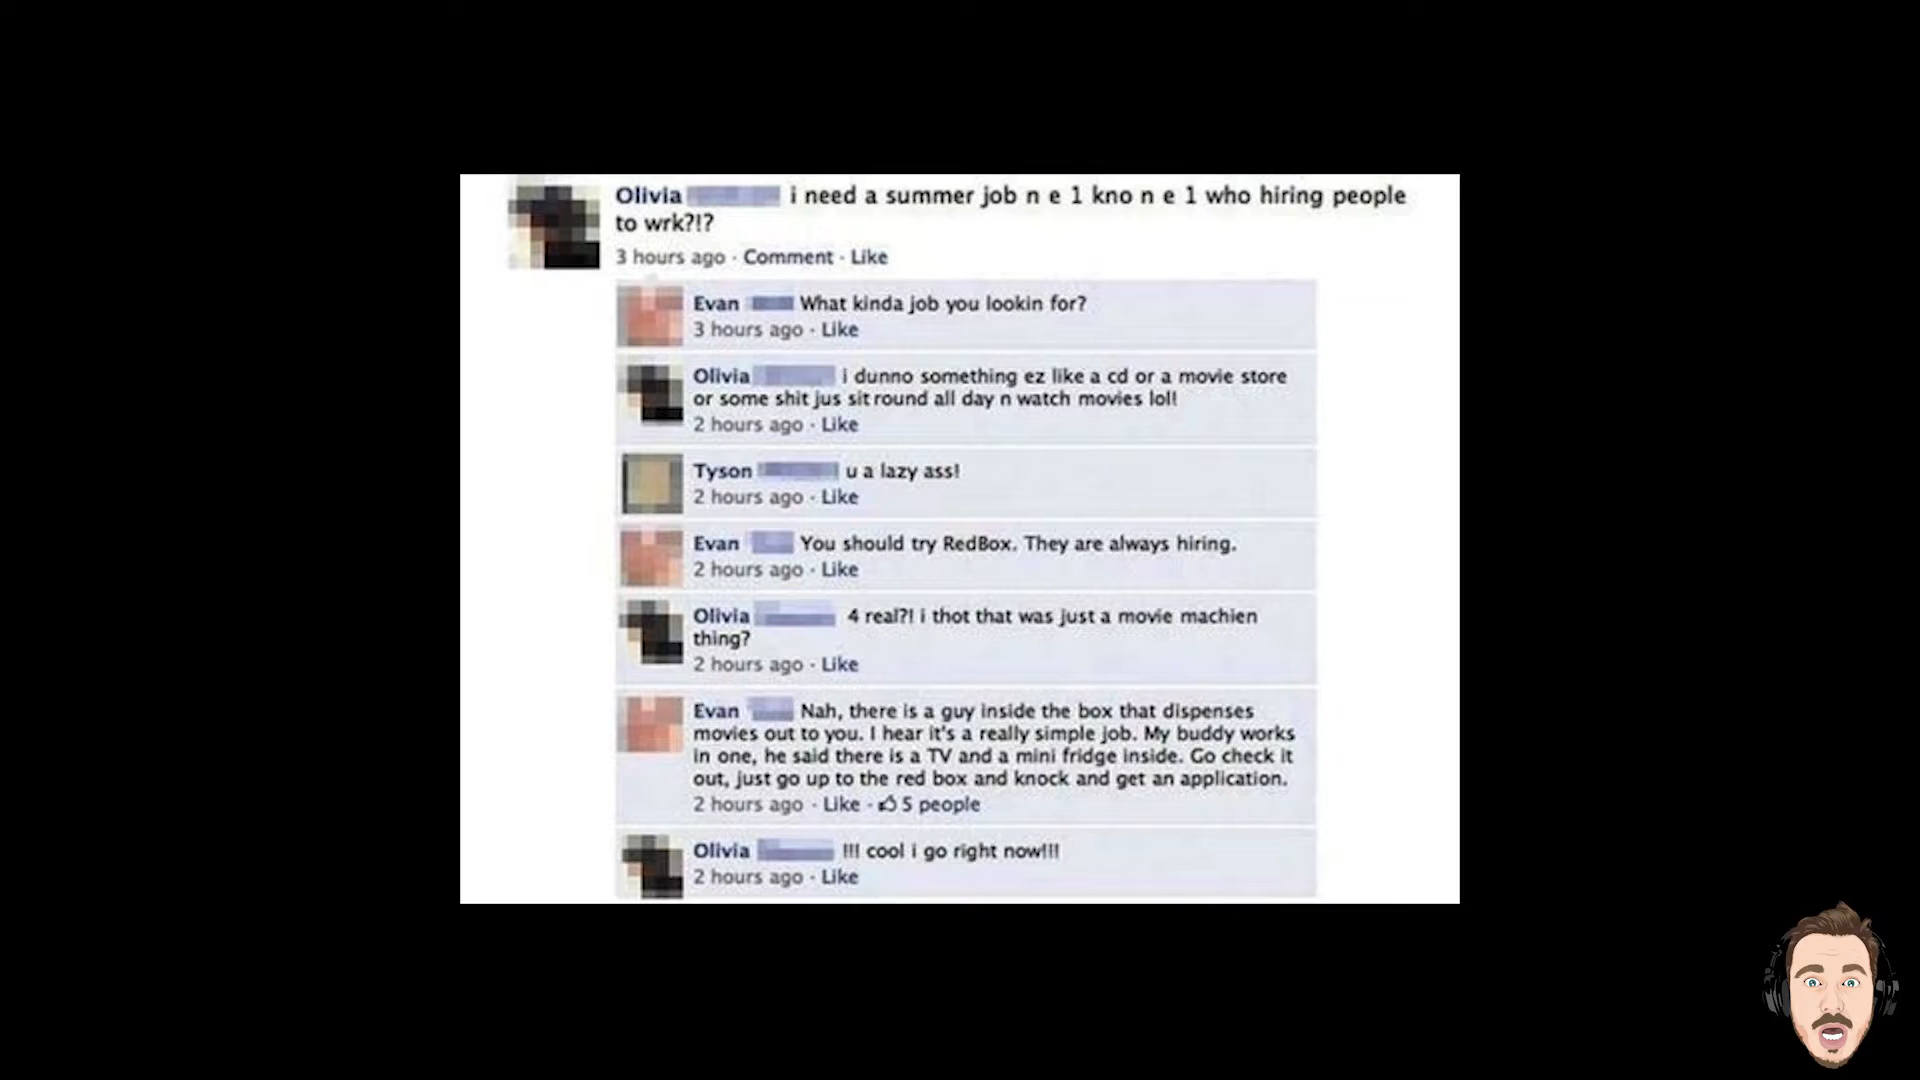 Olivia i need a summer job n e 1 kno n e 1 who hiring people
to wrk?!?
3 hours ago · Comment · Like
Evan What kinda job you lookin for?
3 hours ago · Like
Olivia i dunno something ez like a cd or a movie store
or some shit jus sit round all day n watch movies lol!
2 hours ago · Like
Tyson u a lazy ass!
2 hours ago · Like
Evan You should try RedBox. They are always hiring.
2 hours ago · Like
Olivia 4 real?! i thot that was just a movie machien
thing?
2 hours ago · Like
Evan Nah, there is a guy inside the box that dispenses
movies out to you. I hear it's a really simple job. My buddy works
in one, he said there is a TV and a mini fridge inside. Go check it
out, just go up to the red box and knock and get an application.
2 hours ago · Like · 5 people
Olivia !!! cool i go right now!!!
2 hours ago · Like